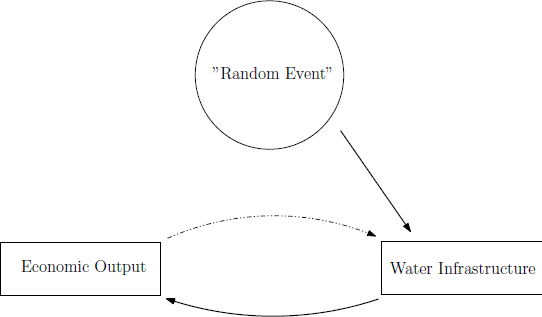 ”Random Event”
Economic Output
Water Infrastructure